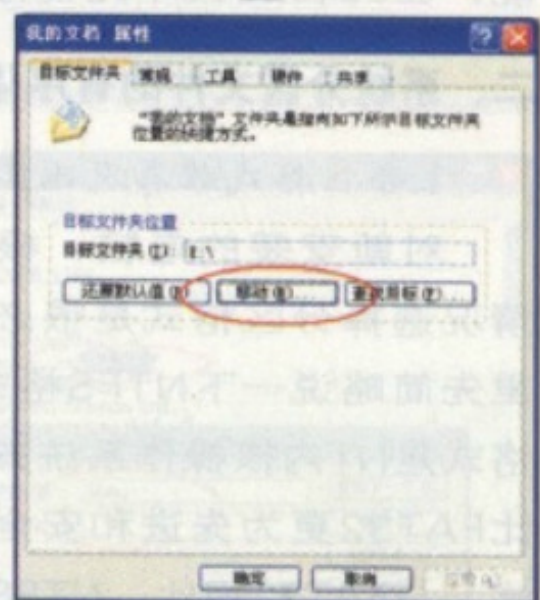 我的文档 属性
目标文件夹 常规 工具 硬件 共享
“我的文档”文件夹是指向如下所示目标文件夹
位置的快捷方式。
目标文件夹位置
目标文件夹(T): E:\
还原默认值(R) 移动(M)... 查找目标(F)...
确定 取消 应用(A)